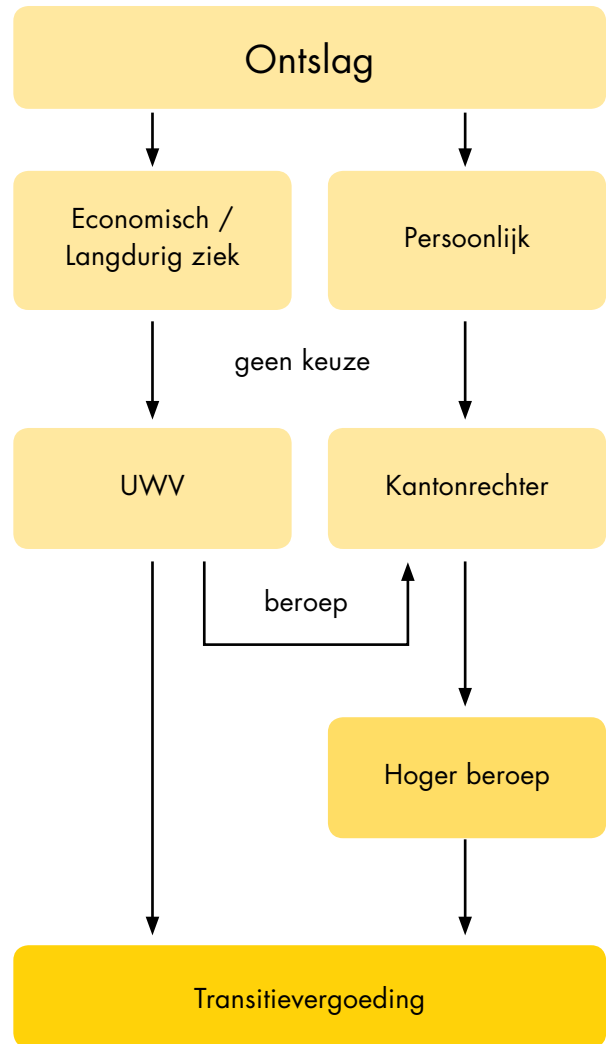 Ontslag
Economisch /
Langdurig ziek
Persoonlijk
geen keuze
UWV
Kantonrechter
beroep
Hoger beroep
Transitievergoeding